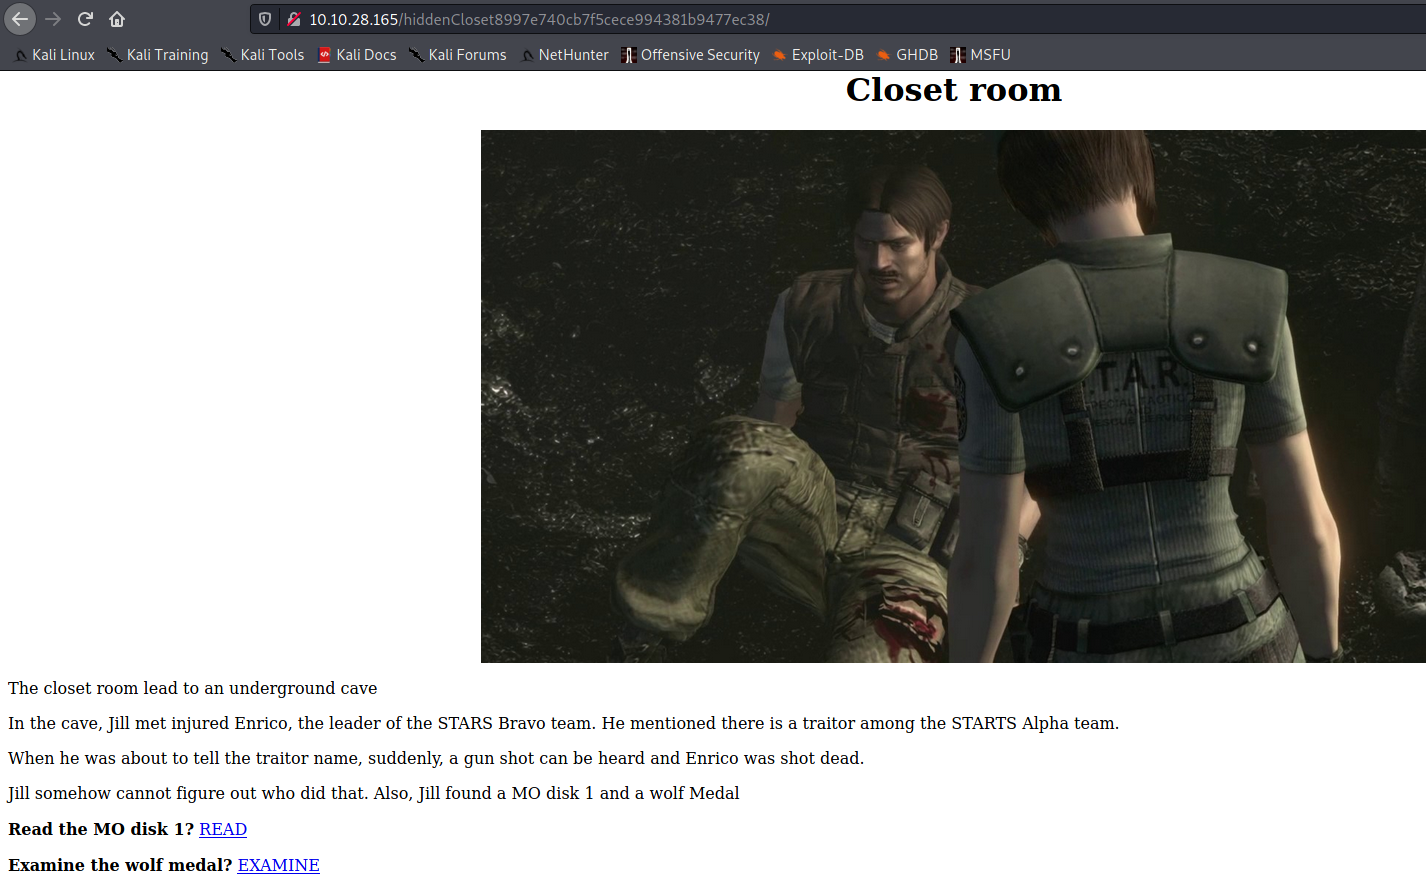 10.10.28.165/hiddenCloset8997e740cb7f5cece994381b9477ec38/
Kali Linux Kali Training Kali Tools Kali Docs Kali Forums NetHunter Offensive Security Exploit-DB GHDB MSFU
Closet room
T.A.R.
The closet room lead to an underground cave
In the cave, Jill met injured Enrico, the leader of the STARS Bravo team. He mentioned there is a traitor among the STARTS Alpha team.
When he was about to tell the traitor name, suddenly, a gun shot can be heard and Enrico was shot dead.
Jill somehow cannot figure out who did that. Also, Jill found a MO disk 1 and a wolf Medal
Read the MO disk 1? READ
Examine the wolf medal? EXAMINE